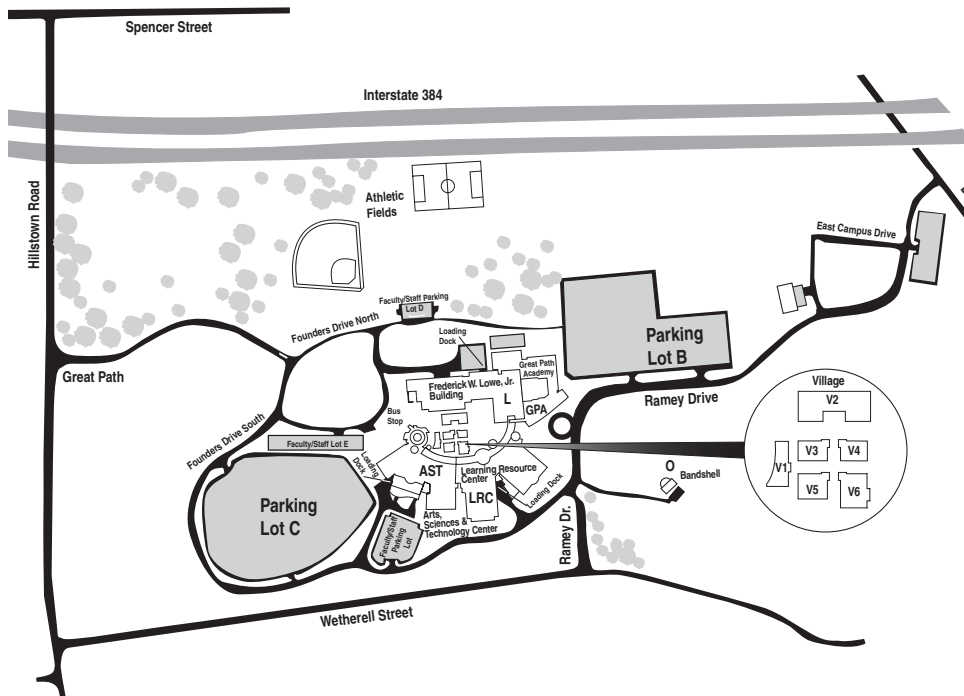 Spencer Street
Interstate 384
Hillstown Road
Athletic
Fields
East Campus Drive
Faculty/Staff Parking
Lot D
Founders Drive North
Loading
Dock
Parking
Lot B
Great Path
Great Path
Academy
Frederick W. Lowe, Jr.
Building
L
GPA
Ramey Drive
Village
V2
Bus
Stop
Founders Drive South
Faculty/Staff Lot E
Loading
Dock
V1
V3
V4
V5
V6
AST
Learning Resource
Center
LRC
Loading Dock
Bandshell
Parking
Lot C
Arts,
Sciences &
Technology Center
Faculty/Staff
Parking
Lot
Ramey Dr.
Wetherell Street